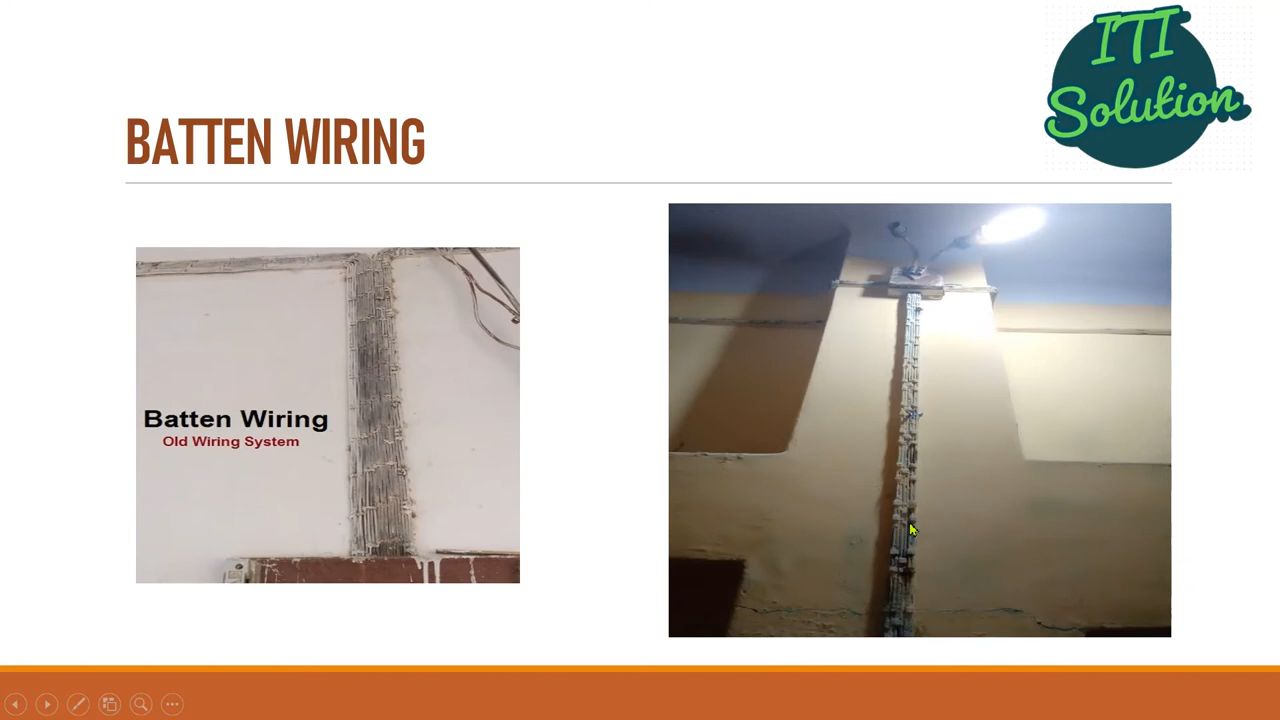 ITI
Solution
BATTEN WIRING
Batten Wiring
Old Wiring System